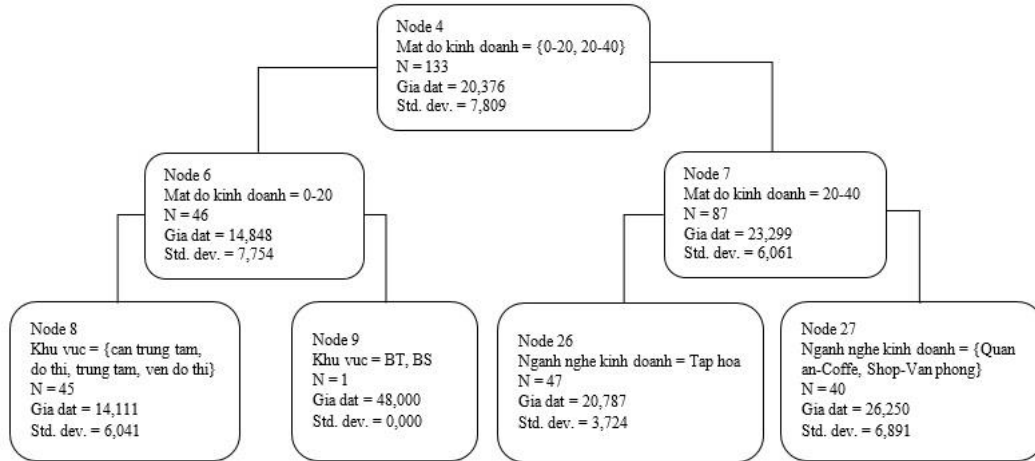 Node 4
Mat do kinh doanh = {0-20, 20-40}
N = 133
Gia dat = 20,376
Std. dev. = 7,809
Node 6
Mat do kinh doanh = 0-20
N = 46
Gia dat = 14,848
Std. dev. = 7,754
Node 7
Mat do kinh doanh = 20-40
N = 87
Gia dat = 23,299
Std. dev. = 6,061
Node 8
Khu vuc = {can trung tam,
do thi, trung tam, ven do thi}
N = 45
Gia dat = 14,111
Std. dev. = 6,041
Node 9
Khu vuc = BT, BS
N = 1
Gia dat = 48,000
Std. dev. = 0,000
Node 26
Nganh nghe kinh doanh = Tap hoa
N = 47
Gia dat = 20,787
Std. dev. = 3,724
Node 27
Nganh nghe kinh doanh = {Quan
an-Coffe, Shop-Van phong}
N = 40
Gia dat = 26,250
Std. dev. = 6,891